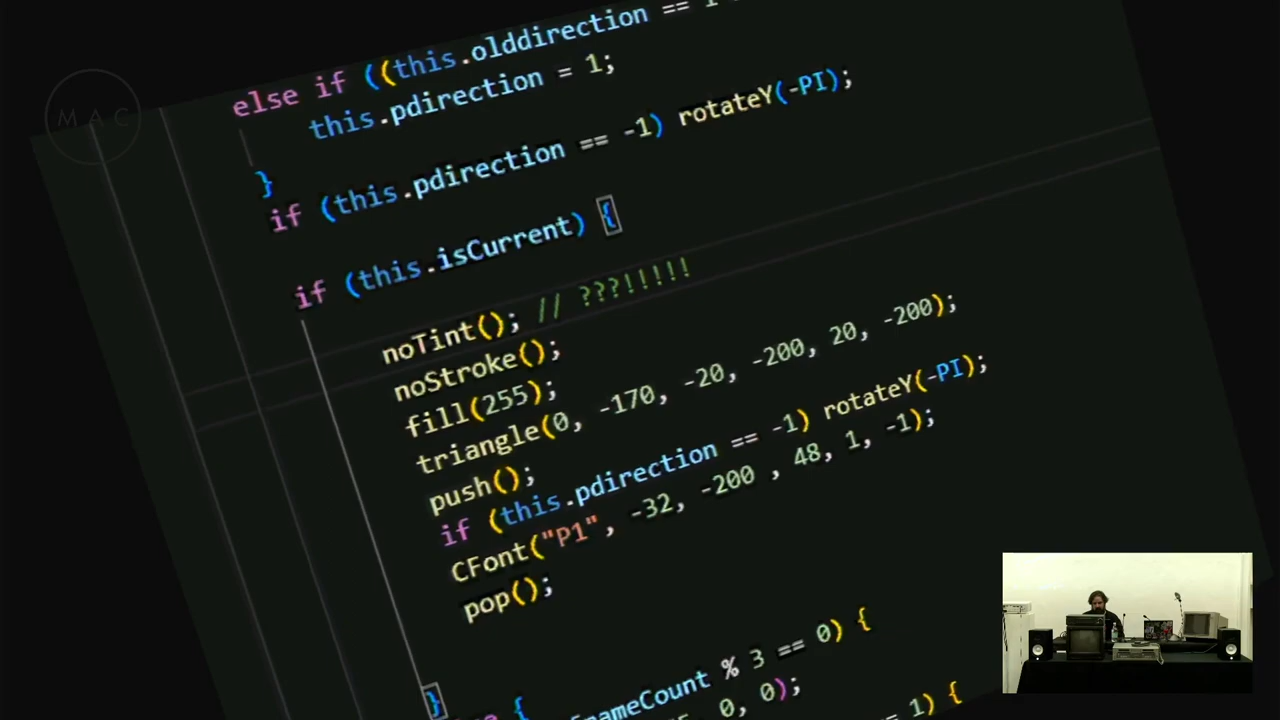 MAC
else if ((this.olddirection ==
this.pdirection = 1;
}
if (this.pdirection == -1) rotateY(-PI);
if (this.isCurrent) {
noTint(); // ???!!!!!
noStroke();
fill(255);
triangle(0, -170, -20, -200, 20, -200);
push();
if (this.pdirection == -1) rotateY(-PI);
CFont("P1", -32, -200 , 48, 1, -1);
pop();
}
frameCount % 3 == 0) {
{
0, 0);
= 1) {